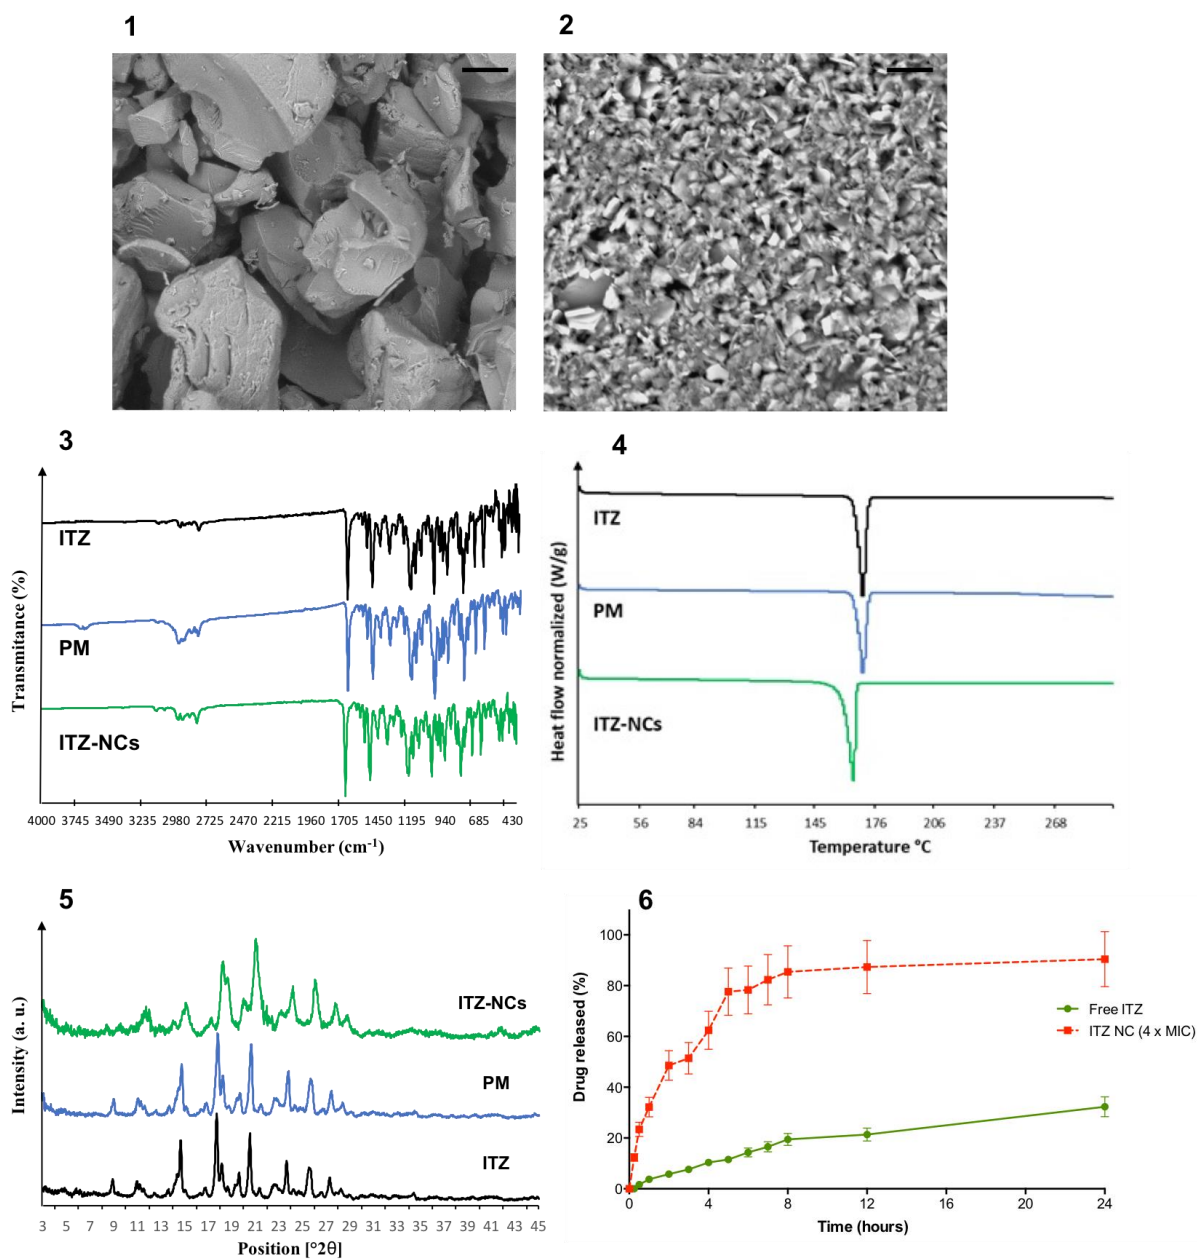 1
2
3
ITZ
PM
ITZ-NCs
Transmitance (%)
4000 3745 3490 3235 2980 2725 2470 2215 1960 1705 1450 1195 940 685 430
Wavenumber (cm-1)
4
ITZ
PM
ITZ-NCs
Heat flow normalized (W/g)
25 56 84 115 145 176 206 237 268
Temperature °C
5
ITZ-NCs
PM
ITZ
Intensity (a. u.)
3 5 7 9 11 13 15 17 19 21 23 25 27 29 31 33 35 37 39 41 43 45
Position [°2θ]
6
Drug released (%)
100
80
60
40
20
0
0 4 8 12 16 20 24
Time (hours)
Free ITZ
ITZ NC (4 x MIC)